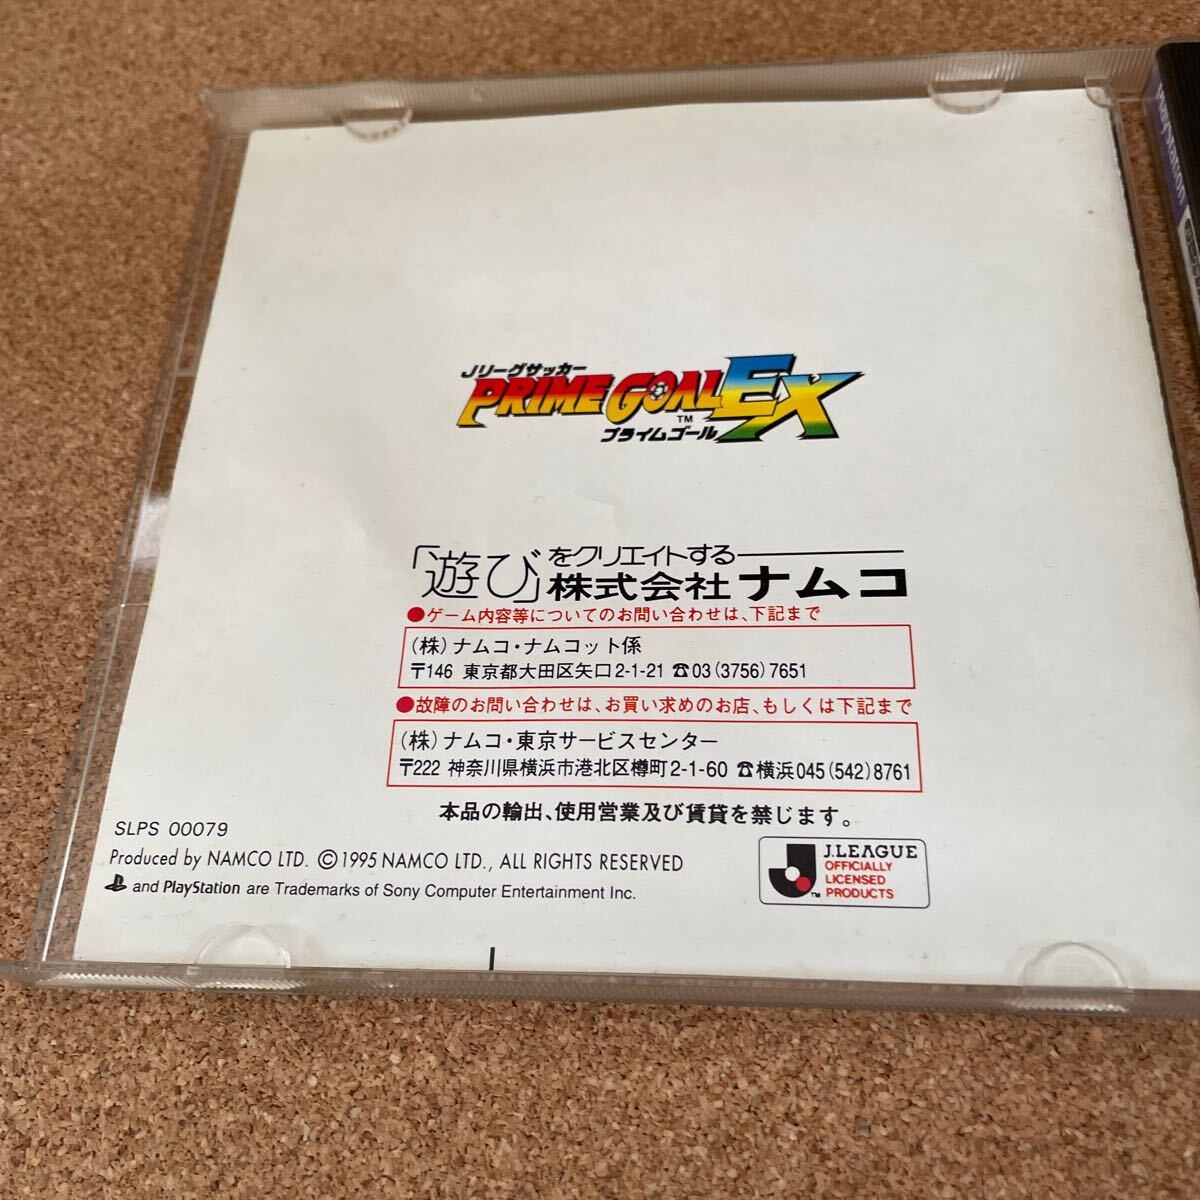 Jリーグサッカー
PRIME GOAL EX
TM
プライムゴール
「遊び」をクリエイトする
株式会社ナムコ
●ゲーム内容等についてのお問い合わせは、下記まで
(株)ナムコ・ナムコット係
〒146 東京都大田区矢口2-1-21 ☎03(3756)7651
●故障のお問い合わせは、お買い求めのお店、もしくは下記まで
(株)ナムコ・東京サービスセンター
〒222 神奈川県横浜市港北区樽町2-1-60 ☎横浜045(542)8761
本品の輸出、使用営業及び賃貸を禁じます。
SLPS 00079
Produced by NAMCO LTD. ©1995 NAMCO LTD., ALL RIGHTS RESERVED
and PlayStation are Trademarks of Sony Computer Entertainment Inc.
J.LEAGUE
OFFICIALLY
LICENSED
PRODUCTS
TM
PlayStation